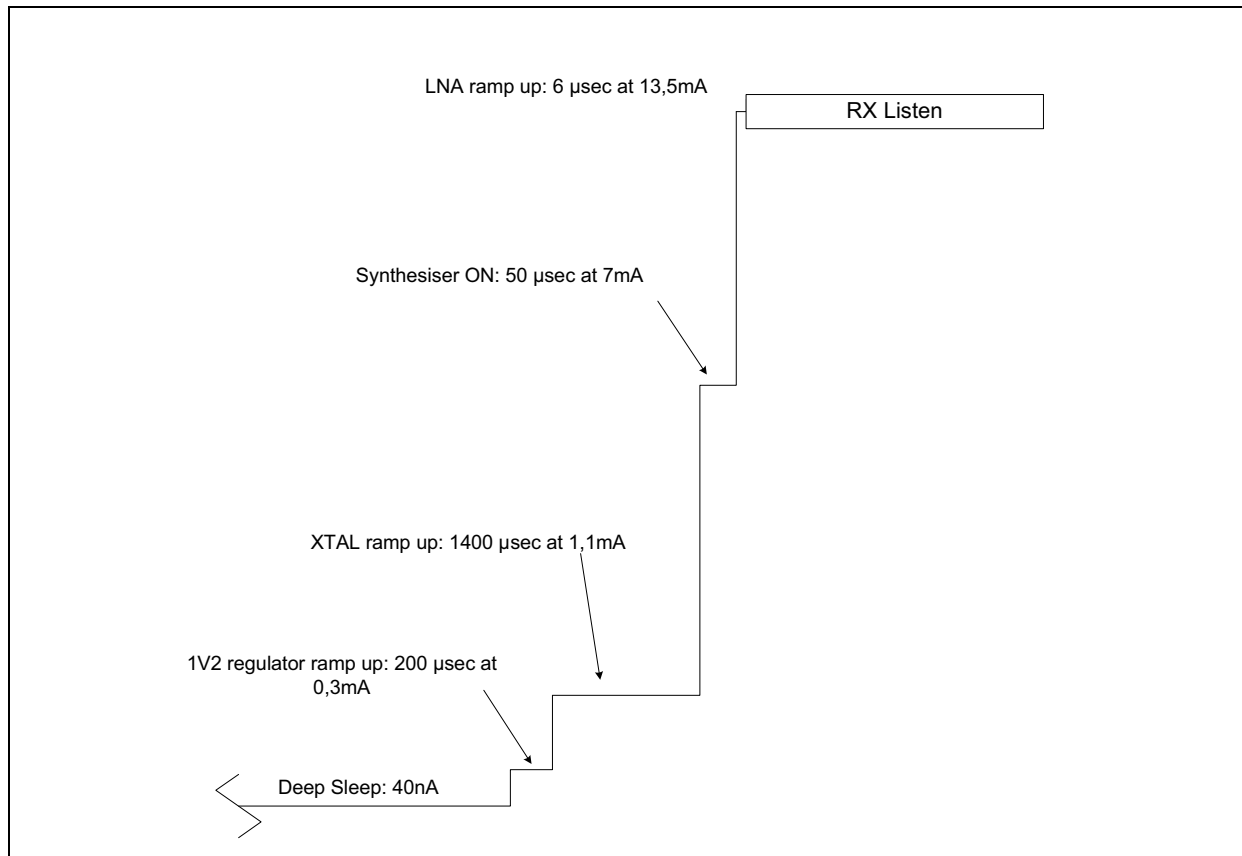 LNA ramp up: 6 µsec at 13,5mA
RX Listen
Synthesiser ON: 50 µsec at 7mA
XTAL ramp up: 1400 µsec at 1,1mA
1V2 regulator ramp up: 200 µsec at
0,3mA
Deep Sleep: 40nA